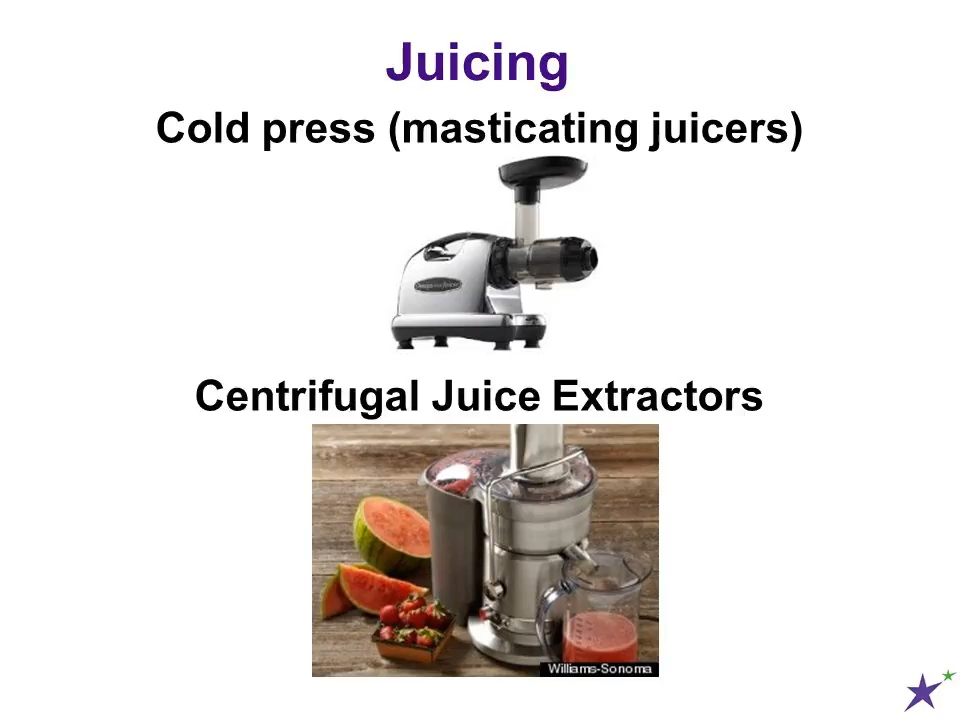 Juicing
Cold press (masticating juicers)
Centrifugal Juice Extractors
Williams-Sonoma